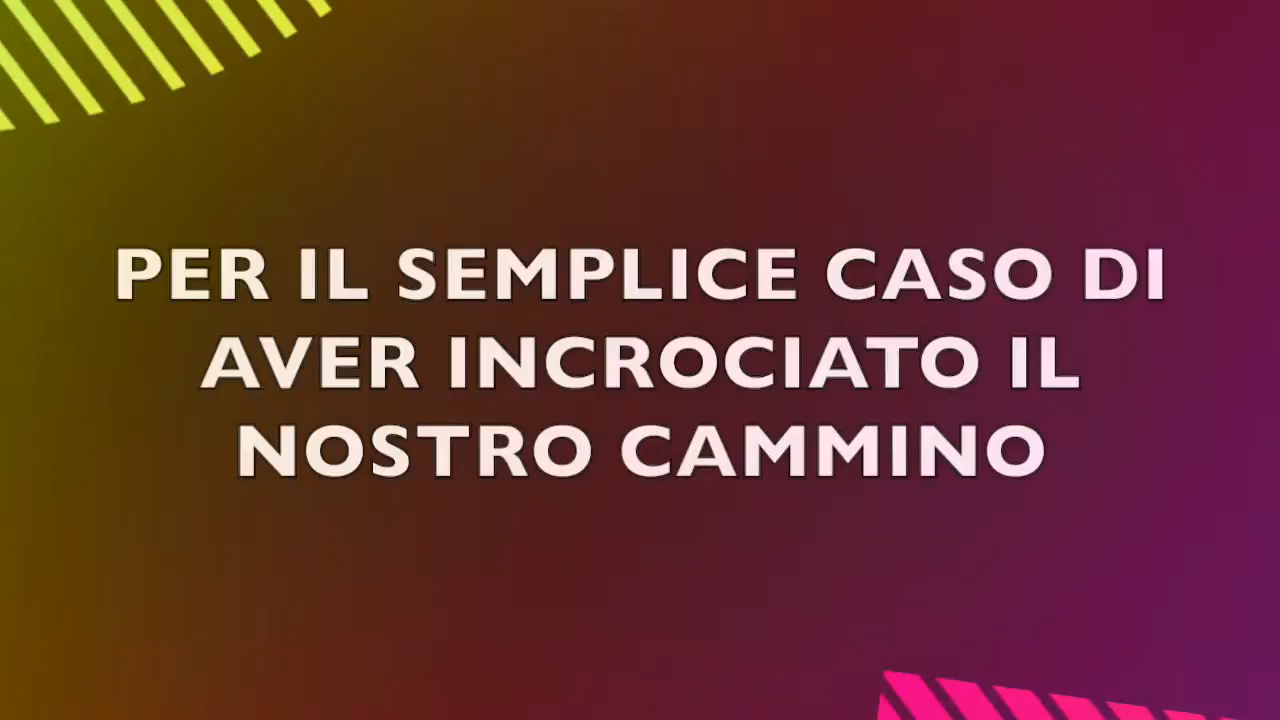 PER IL SEMPLICE CASO DI
AVER INCROCIATO IL
NOSTRO CAMMINO